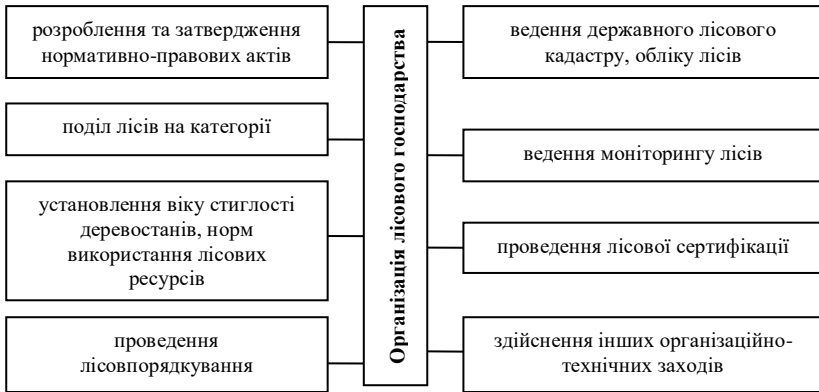 розроблення та затвердження
нормативно-правових актів
поділ лісів на категорії
установлення віку стиглості
деревостанів, норм
використання лісових
ресурсів
проведення
лісовпорядкування
Організація лісового господарства
ведення державного лісового
кадастру, обліку лісів
ведення моніторингу лісів
проведення лісової сертифікації
здійснення інших організаційно-
технічних заходів